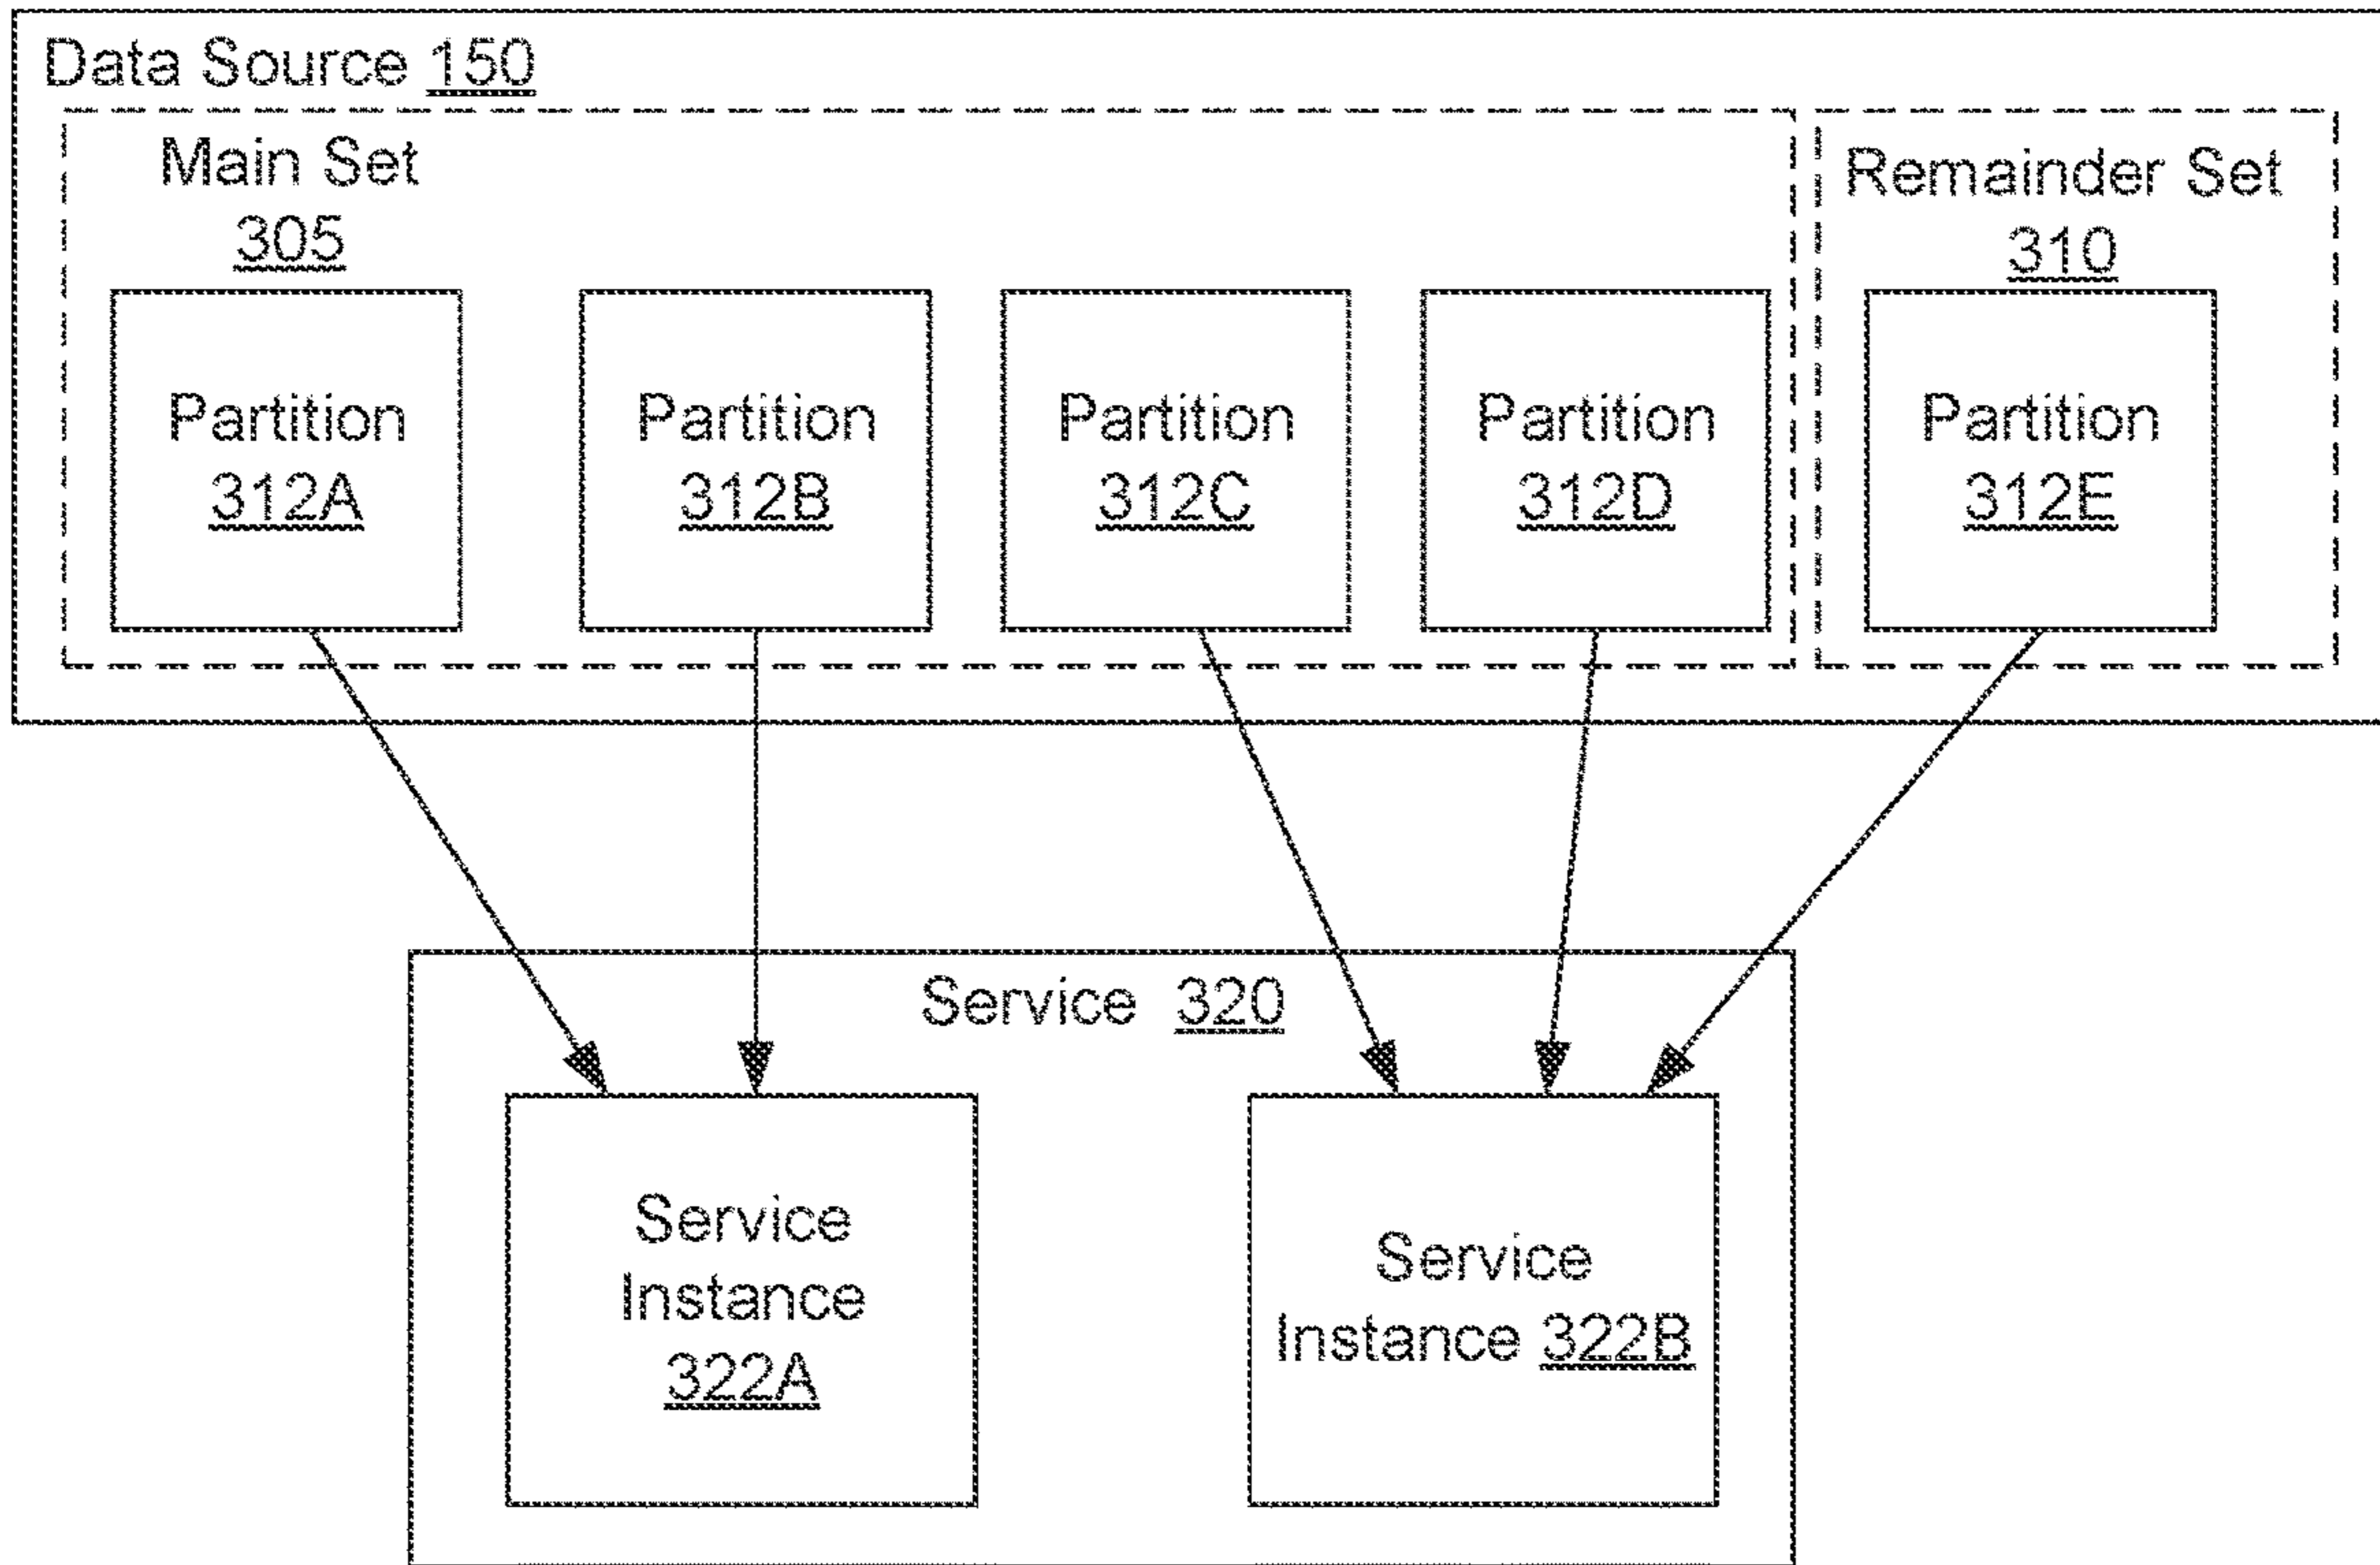 Data Source 150
Main Set
305
Remainder Set
310
Partition
312A
Partition
312B
Partition
312C
Partition
312D
Partition
312E
Service 320
Service
Instance
322A
Service
Instance 322B